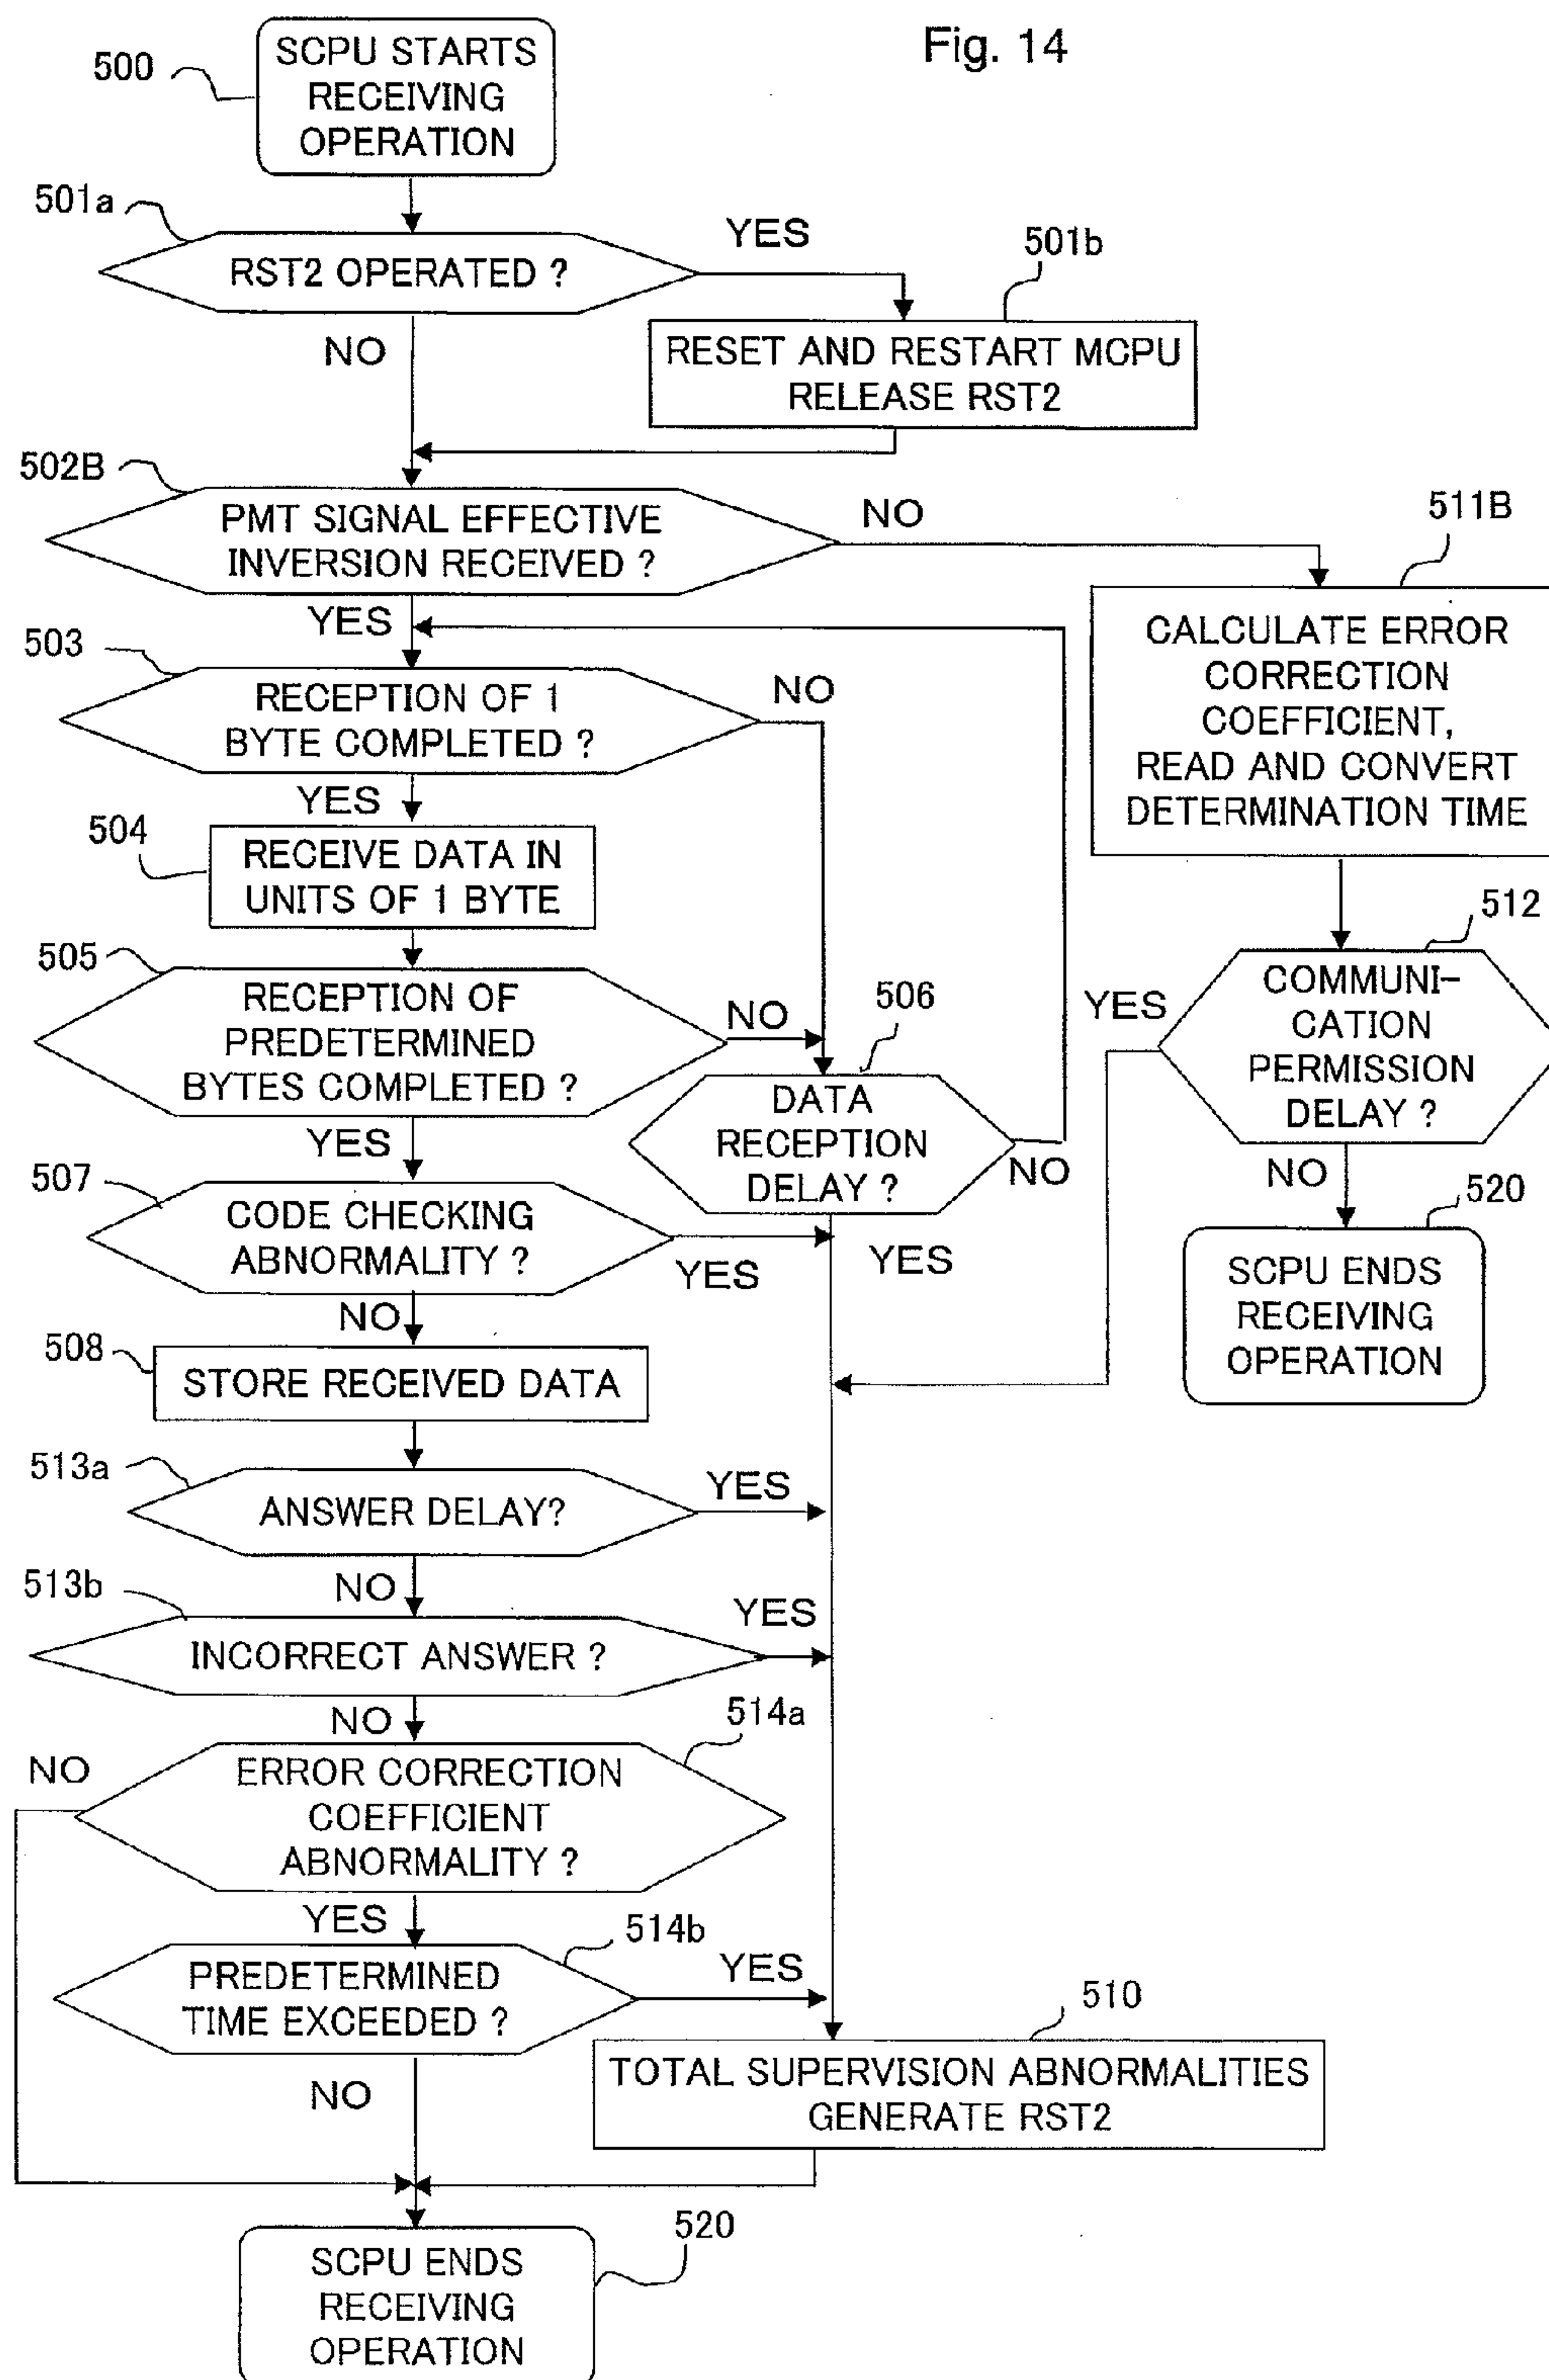 Fig. 14
500
SCPU STARTS
RECEIVING
OPERATION
501a
RST2 OPERATED ?
YES
NO
501b
RESET AND RESTART MCPU
RELEASE RST2
502B
PMT SIGNAL EFFECTIVE
INVERSION RECEIVED ?
NO
YES
511B
CALCULATE ERROR
CORRECTION
COEFFICIENT,
READ AND CONVERT
DETERMINATION TIME
503
RECEPTION OF 1
BYTE COMPLETED ?
NO
YES
504
RECEIVE DATA IN
UNITS OF 1 BYTE
512
COMMUNI-
CATION
PERMISSION
DELAY ?
YES
NO
520
SCPU ENDS
RECEIVING
OPERATION
505
RECEPTION OF
PREDETERMINED
BYTES COMPLETED ?
NO
YES
506
DATA
RECEPTION
DELAY ?
NO
YES
507
CODE CHECKING
ABNORMALITY ?
YES
NO
508
STORE RECEIVED DATA
513a
ANSWER DELAY?
YES
NO
513b
INCORRECT ANSWER ?
YES
NO
514a
ERROR CORRECTION
COEFFICIENT
ABNORMALITY ?
NO
YES
514b
PREDETERMINED
TIME EXCEEDED ?
YES
NO
510
TOTAL SUPERVISION ABNORMALITIES
GENERATE RST2
520
SCPU ENDS
RECEIVING
OPERATION